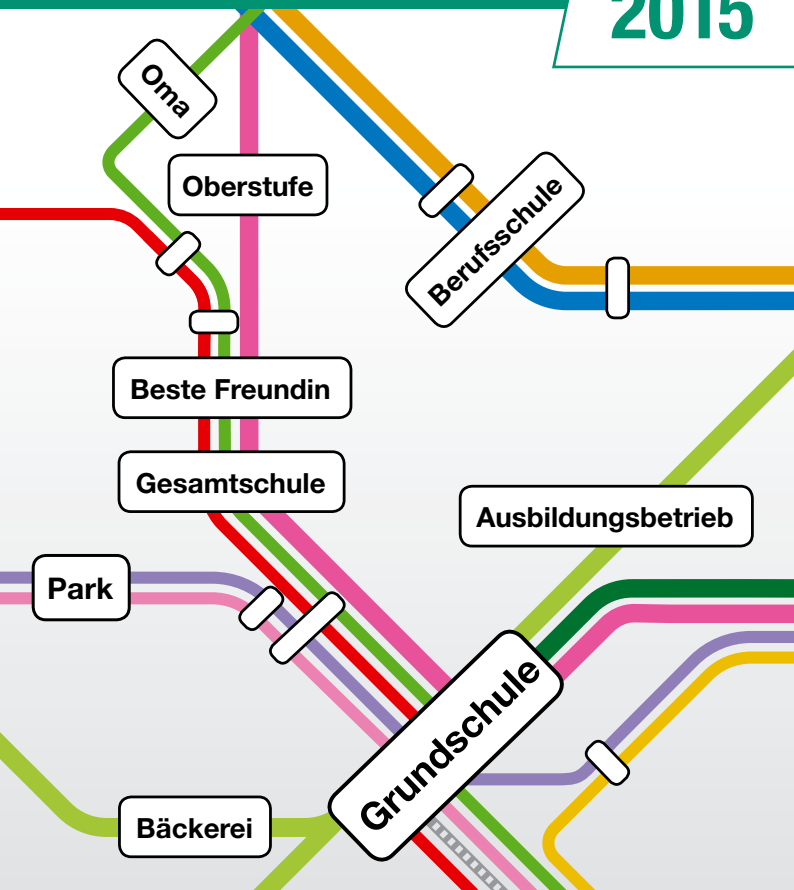 2015
Oma
Oberstufe
Berufsschule
Beste Freundin
Gesamtschule
Ausbildungsbetrieb
Park
Grundschule
Bäckerei